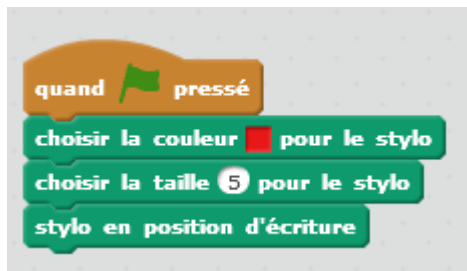 quand pressé
choisir la couleur pour le stylo
choisir la taille 5 pour le stylo
stylo en position d'écriture